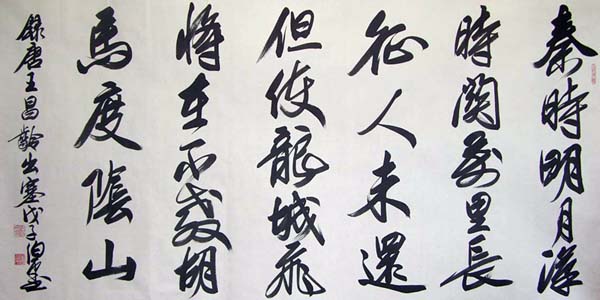 秦時明月漢
時關萬里長
征人未還
但使龍城飛
將在不教胡
馬度陰山
錄唐王昌齡出塞戊子